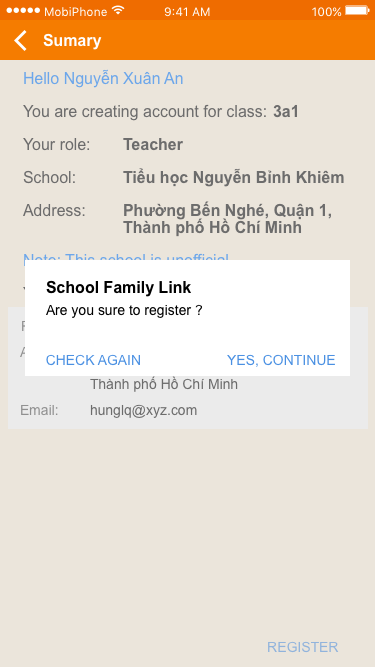 MobiPhone 9:41 AM 100%
Sumary
Hello Nguyễn Xuân An
You are creating account for class: 3a1
Your role: Teacher
School: Tiểu học Nguyễn Bỉnh Khiêm
Address: Phường Bến Nghé, Quận 1,
Thành phố Hồ Chí Minh
Note: This school is unofficial
School Family Link
Are you sure to register ?
CHECK AGAIN YES, CONTINUE
Thành phố Hồ Chí Minh
Email: hunglq@xyz.com
REGISTER